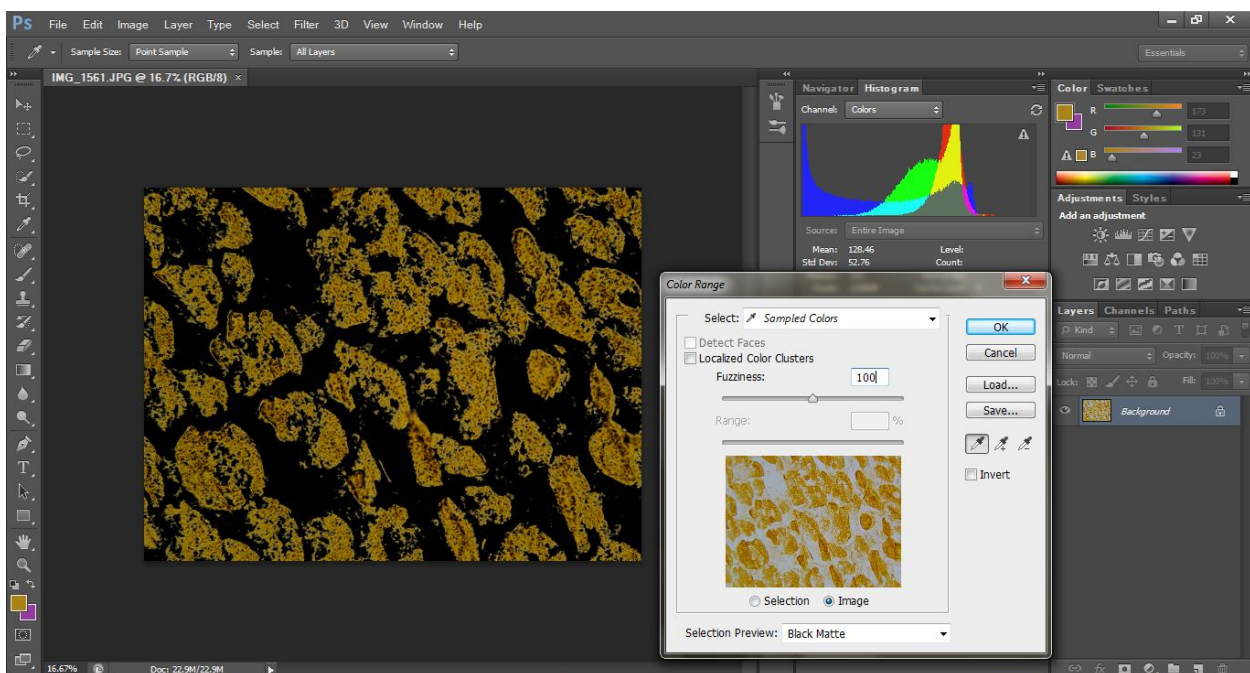 Ps File Edit Image Layer Type Select Filter 3D View Window Help
Sample Size: Point Sample Sample: All Layers Essentials
IMG_1561.JPG @ 16.7% (RGB/8) ×
Navigator Histogram
Channel: Colors
Source: Entire Image
Mean: 128.46 Level:
Std Dev: 52.76 Count:
Color Swatches
R 173
G 131
B 23
Adjustments Styles
Add an adjustment
Layers Channels Paths
Kind
Normal Opacity: 100%
Lock: Fill: 100%
Background
Color Range
Select: Sampled Colors
Detect Faces
Localized Color Clusters
Fuzziness: 100
Range: %
OK
Cancel
Load...
Save...
Invert
Selection Image
Selection Preview: Black Matte
16.67% Doc: 22.9M/22.9M